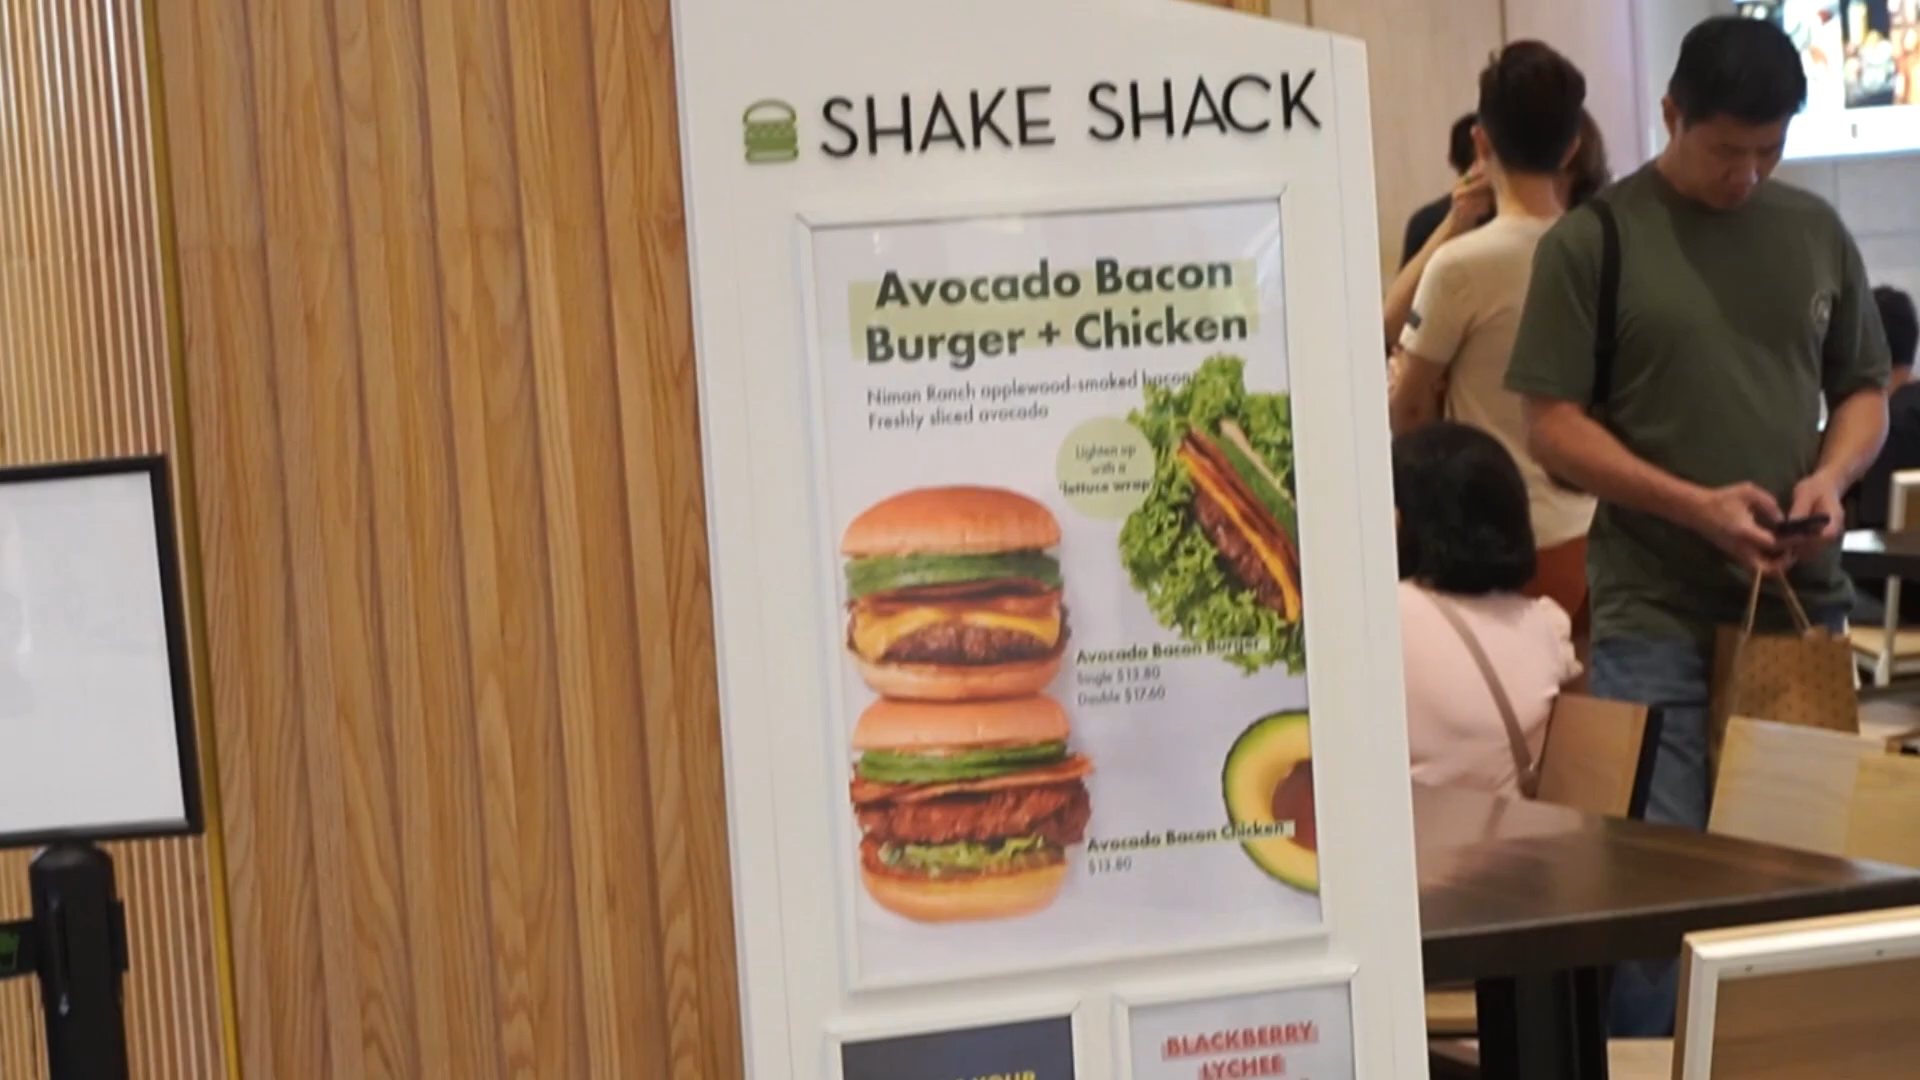 SHAKE SHACK
Avocado Bacon
Burger + Chicken
Niman Ranch applewood-smoked bacon
Freshly sliced avocado
Lighten up
with a
*lettuce wrap
Avocado Bacon Burger
Single $13.80
Double $17.60
Avocado Bacon Chicken
$13.80
YOUR
BLACKBERRY
LYCHEE